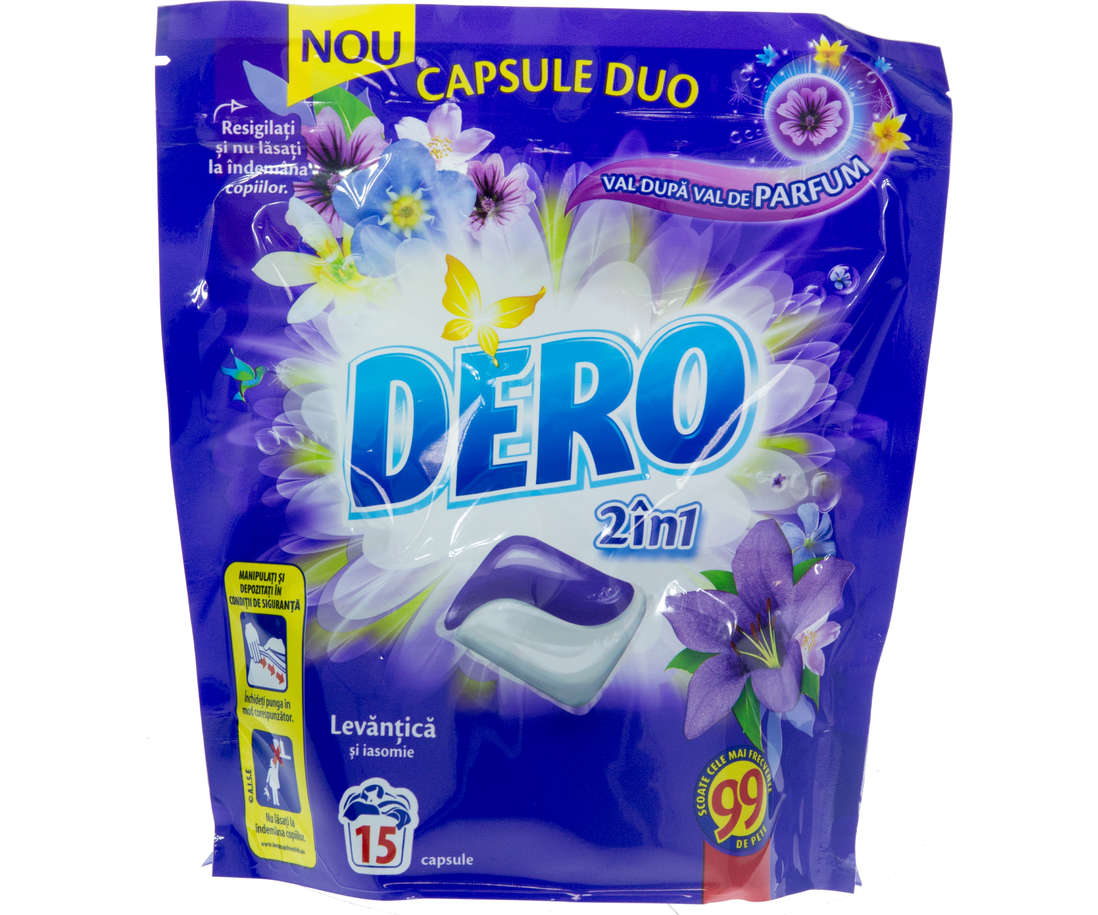 NOU
CAPSULE DUO
Resigilați
și nu lăsați
la îndemâna
copiilor.
VAL DUPĂ VAL DE PARFUM
DERO
2în1
MANIPULAȚI ȘI
DEPOZITAȚI ÎN
CONDIȚII DE SIGURANȚĂ
Închideți punga în
mod corespunzător.
© A.I.S.E
Nu lăsați la
îndemâna copiilor.
Levănțică
și iasomie
15
capsule
SCOATE CELE MAI FRECVENTE
99
DE PETE